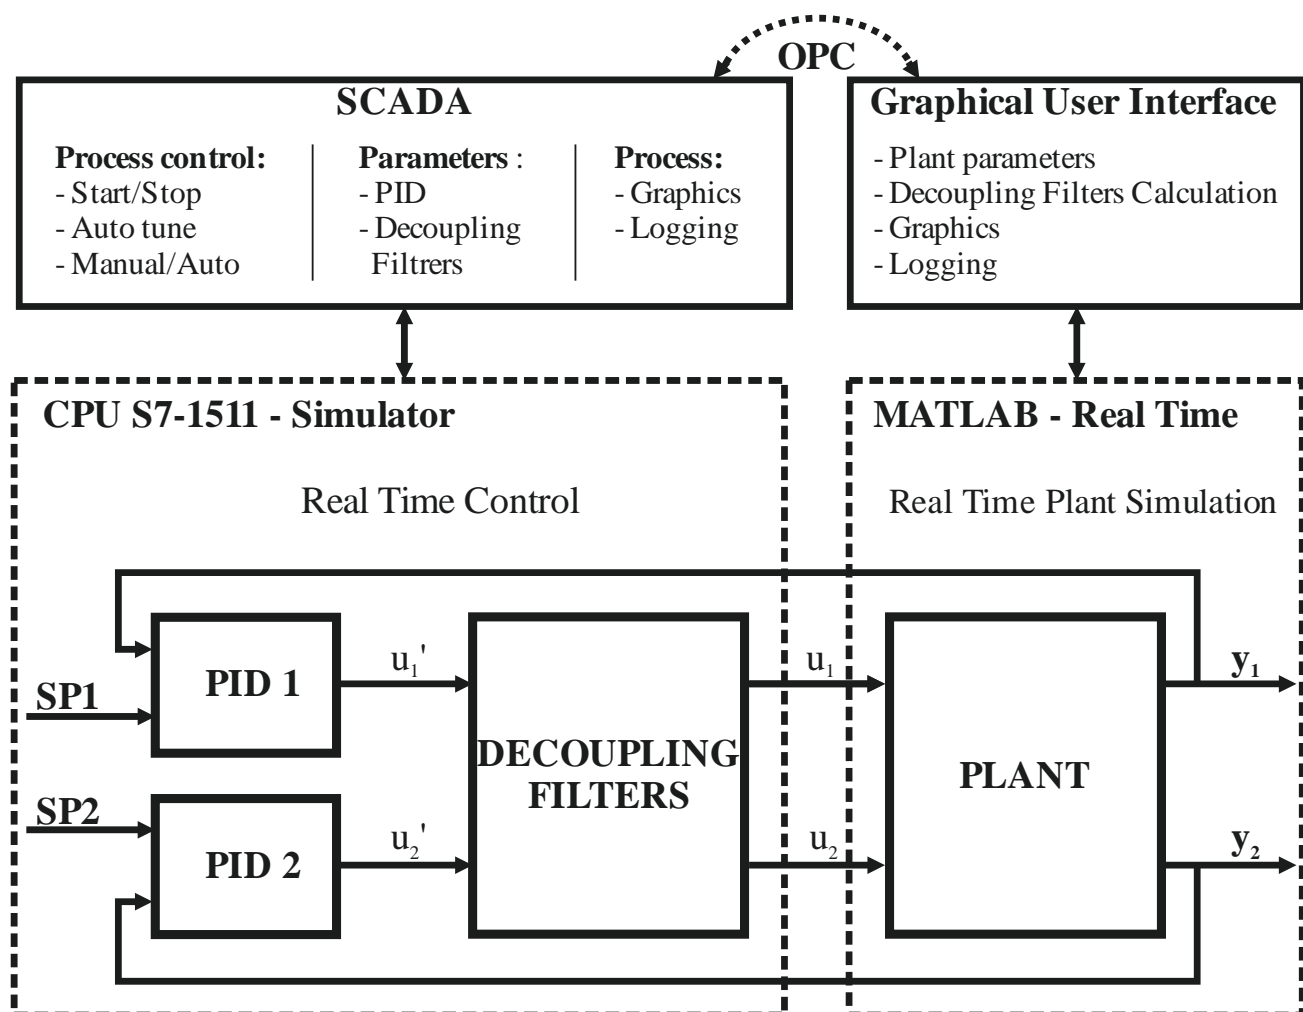 OPC
SCADA
Process control:
- Start/Stop
- Auto tune
- Manual/Auto
Parameters :
- PID
- Decoupling
Filtrers
Process:
- Graphics
- Logging
Graphical User Interface
- Plant parameters
- Decoupling Filters Calculation
- Graphics
- Logging
CPU S7-1511 - Simulator
Real Time Control
MATLAB - Real Time
Real Time Plant Simulation
SP1
PID 1
u₁'
SP2
PID 2
u₂'
DECOUPLING
FILTERS
u₁
u₂
PLANT
y₁
y₂